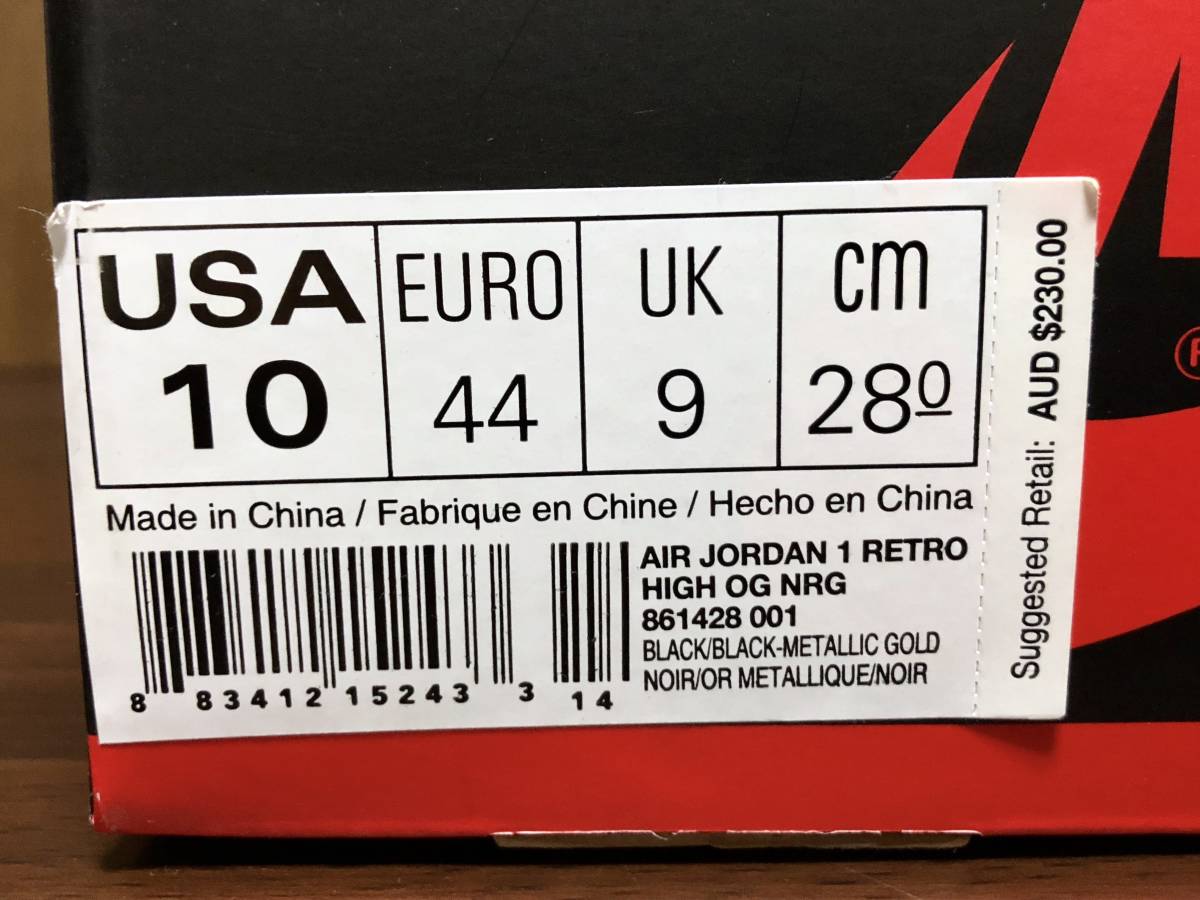 USA EURO UK cm
10 44 9 28<u>0</u>
Made in China / Fabrique en Chine / Hecho en China
8 83412 15243 3 14
AIR JORDAN 1 RETRO
HIGH OG NRG
861428 001
BLACK/BLACK-METALLIC GOLD
NOIR/OR METALLIQUE/NOIR
Suggested Retail: AUD $230.00
®